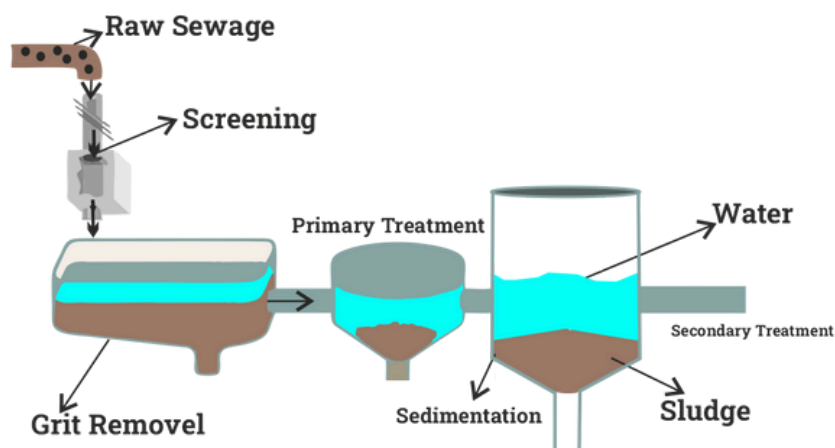 Raw Sewage
Screening
Primary Treatment
Water
Secondary Treatment
Grit Removel
Sedimentation
Sludge